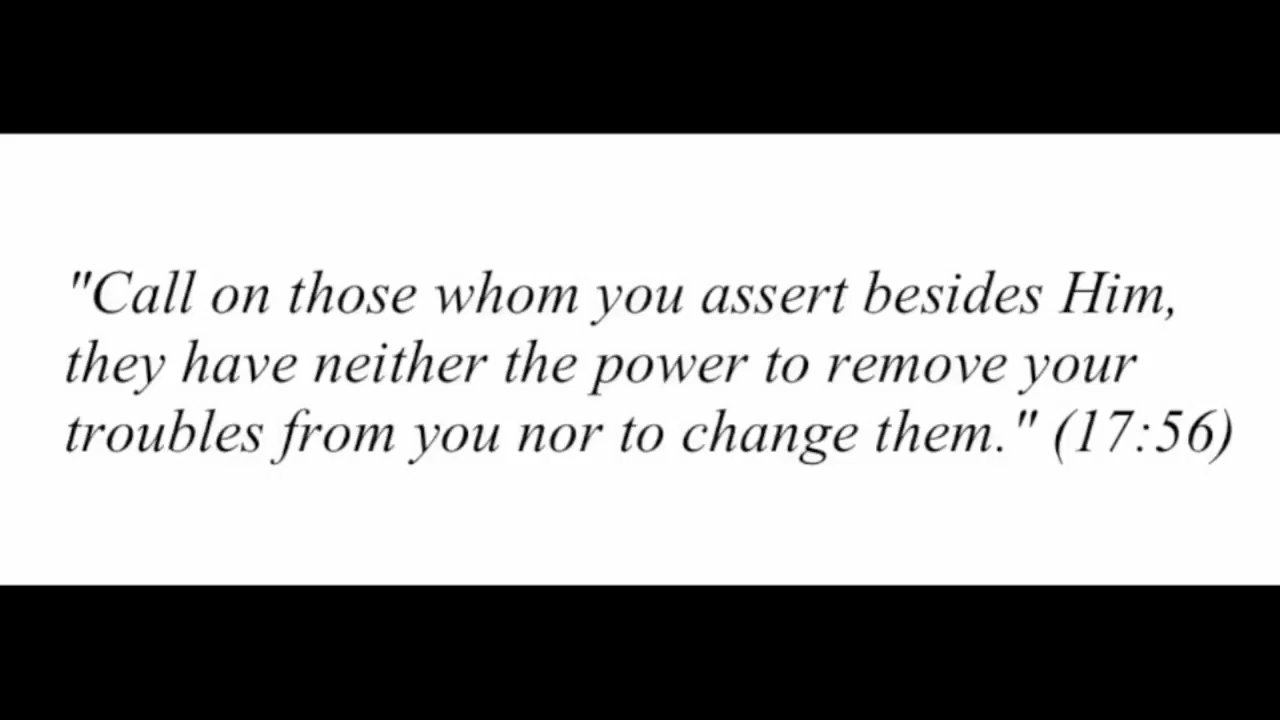 "Call on those whom you assert besides Him,
they have neither the power to remove your
troubles from you nor to change them." (17:56)